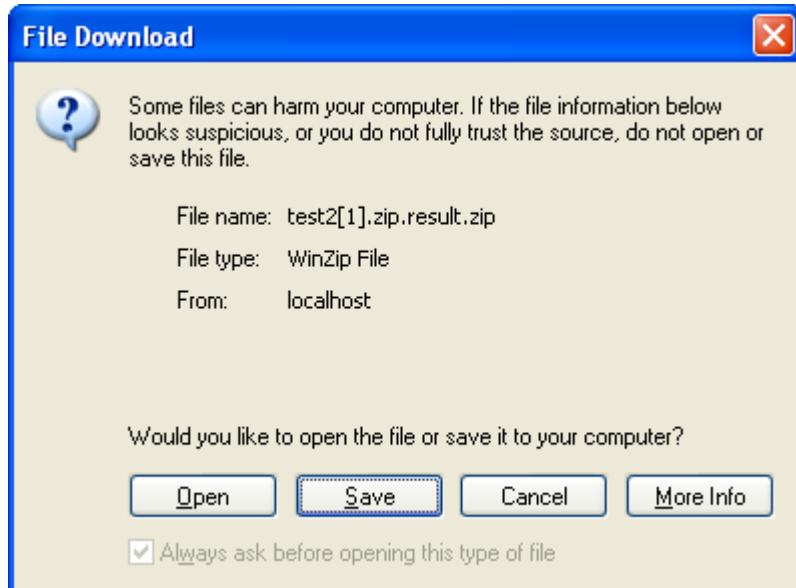 File Download
Some files can harm your computer. If the file information below
looks suspicious, or you do not fully trust the source, do not open or
save this file.
File name: test2[1].zip.result.zip
File type: WinZip File
From: localhost
Would you like to open the file or save it to your computer?
Open Save Cancel More Info
Always ask before opening this type of file